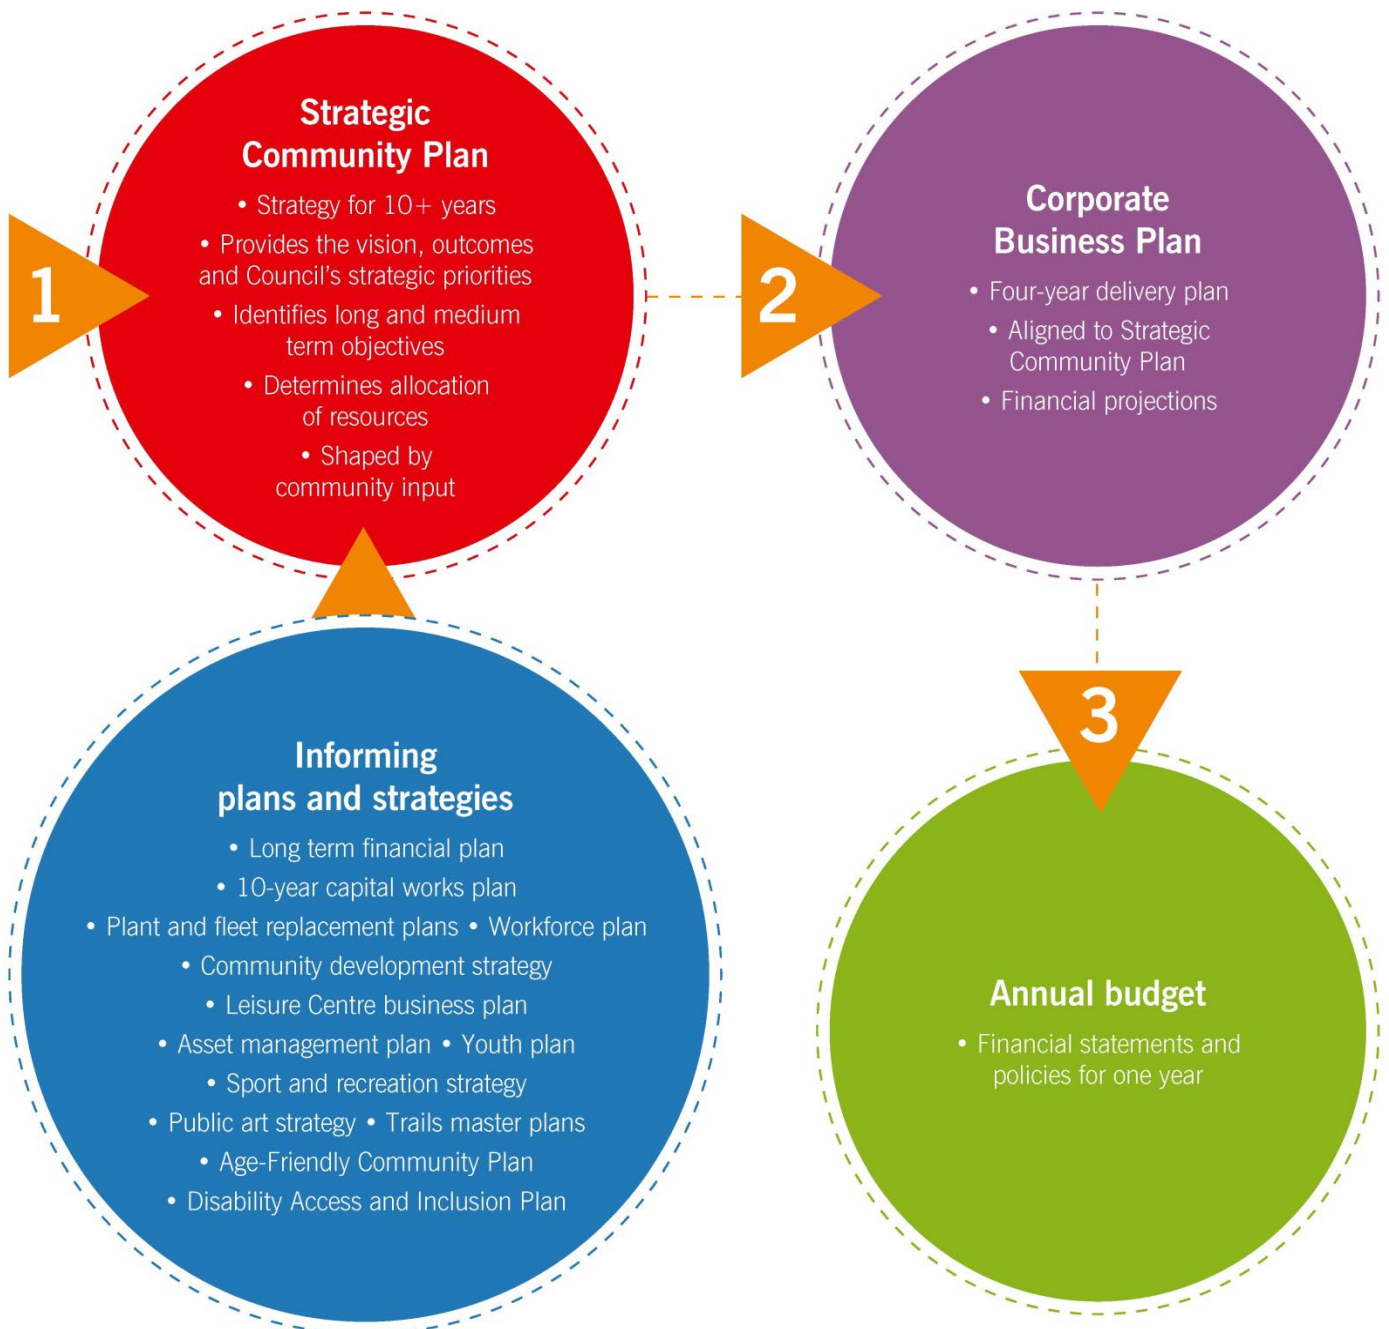 1
Strategic
Community Plan
• Strategy for 10+ years
• Provides the vision, outcomes
and Council's strategic priorities
• Identifies long and medium
term objectives
• Determines allocation
of resources
• Shaped by
community input
2
Corporate
Business Plan
• Four-year delivery plan
• Aligned to Strategic
Community Plan
• Financial projections
Informing
plans and strategies
• Long term financial plan
• 10-year capital works plan
• Plant and fleet replacement plans • Workforce plan
• Community development strategy
• Leisure Centre business plan
• Asset management plan • Youth plan
• Sport and recreation strategy
• Public art strategy • Trails master plans
• Age-Friendly Community Plan
• Disability Access and Inclusion Plan
3
Annual budget
• Financial statements and
policies for one year